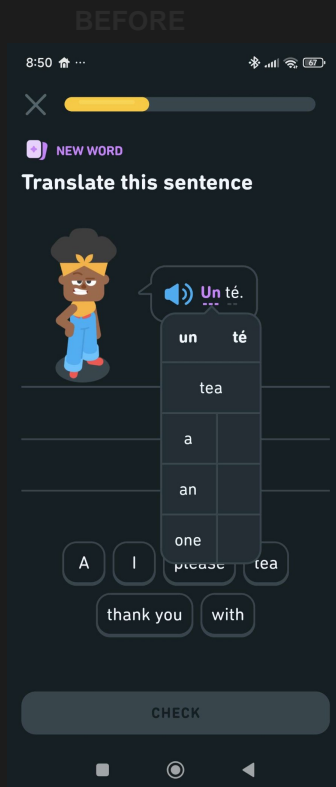 BEFORE
8:50
67
NEW WORD
Translate this sentence
Un té.
un té
tea
a
an
one
A I please tea
thank you with
CHECK